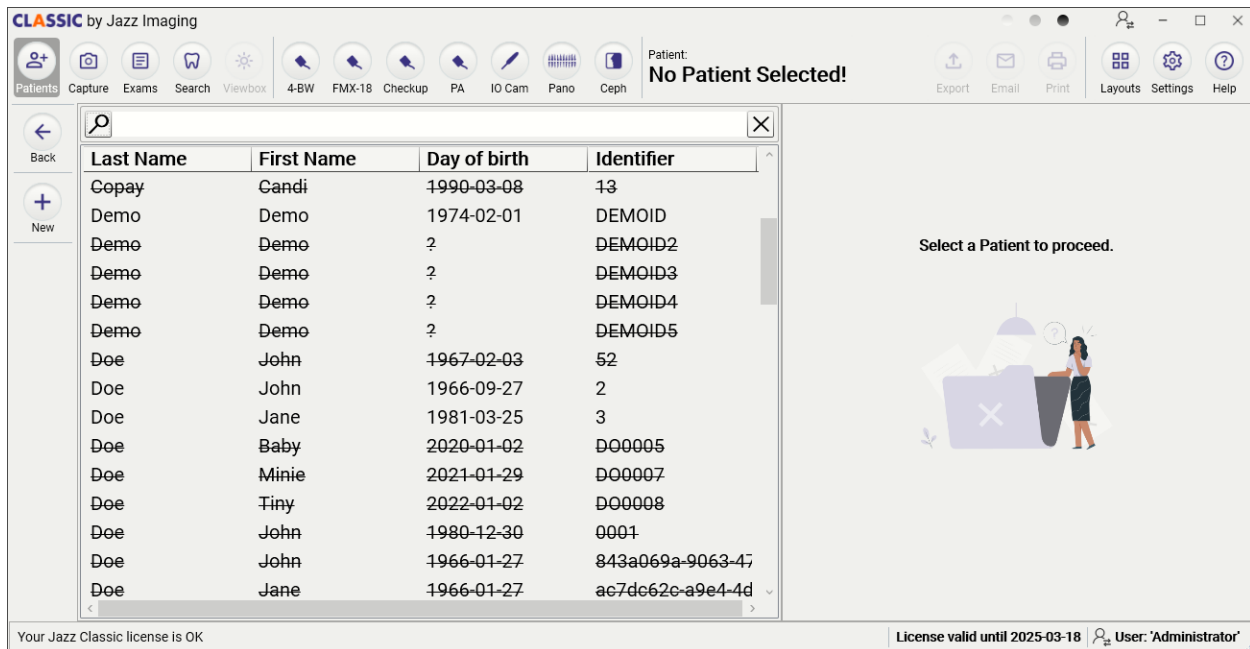 CLASSIC by Jazz Imaging
Patients
Capture
Exams
Search
Viewbox
4-BW
FMX-18
Checkup
PA
IO Cam
Pano
Ceph
Patient:
No Patient Selected!
Export
Email
Print
Layouts
Settings
Help
Back
New
Last Name First Name Day of birth Identifier
Copay Candi 1990-03-08 13
Demo Demo 1974-02-01 DEMOID
Demo Demo ? DEMOID2
Demo Demo ? DEMOID3
Demo Demo ? DEMOID4
Demo Demo ? DEMOID5
Doe John 1967-02-03 52
Doe John 1966-09-27 2
Doe Jane 1981-03-25 3
Doe Baby 2020-01-02 DO0005
Doe Minie 2021-01-29 DO0007
Doe Tiny 2022-01-02 DO0008
Doe John 1980-12-30 0001
Doe John 1966-01-27 843a069a-9063-47
Doe Jane 1966-01-27 ac7dc62c-a9e4-4d
Select a Patient to proceed.
?
Your Jazz Classic license is OK
License valid until 2025-03-18
User: 'Administrator'